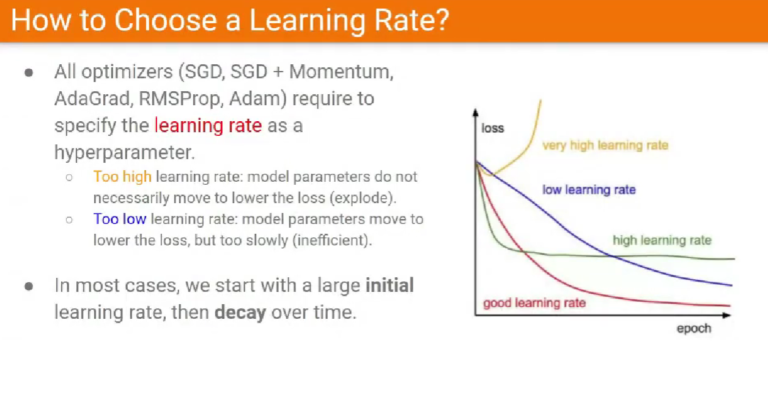 How to Choose a Learning Rate?
● All optimizers (SGD, SGD + Momentum,
AdaGrad, RMSProp, Adam) require to
specify the learning rate as a
hyperparameter.
○ Too high learning rate: model parameters do not
necessarily move to lower the loss (explode).
○ Too low learning rate: model parameters move to
lower the loss, but too slowly (inefficient).
● In most cases, we start with a large initial
learning rate, then decay over time.
loss
very high learning rate
low learning rate
high learning rate
good learning rate
epoch